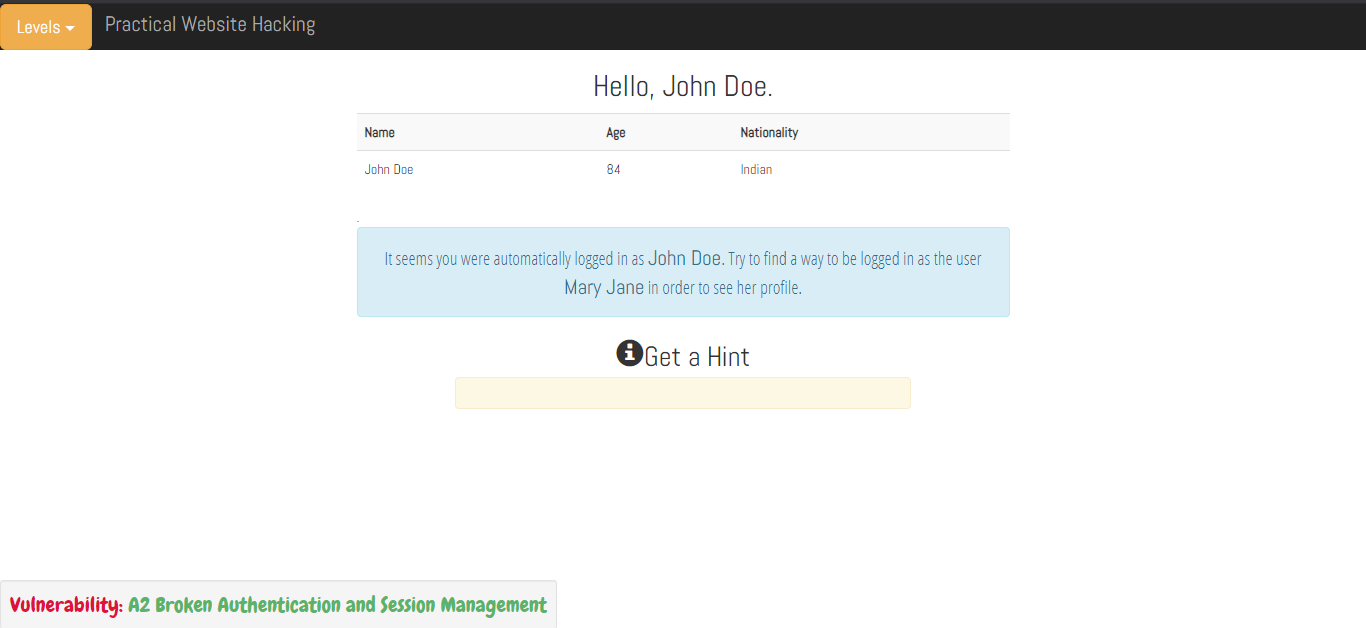 Levels
Practical Website Hacking
Hello, John Doe.
Name Age Nationality
John Doe 84 Indian
.
It seems you were automatically logged in as John Doe. Try to find a way to be logged in as the user
Mary Jane in order to see her profile.
Get a Hint
Vulnerability: A2 Broken Authentication and Session Management